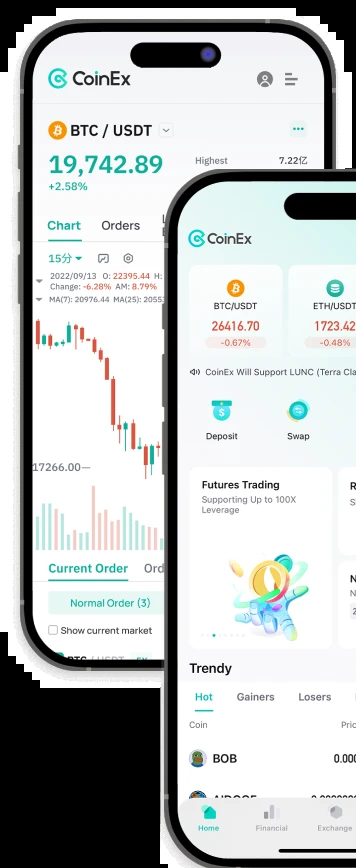 CoinEx
BTC / USDT
19,742.89
+2.58%
Highest 7.22亿
Chart Orders
15分
2022/09/13 O: 22395.44 H:
Change: -6.28% AM: 8.79%
MA(7): 20976.44 MA(25): 2055
17266.00
Current Order Ord
Normal Order (3)
Show current market
BTC / USDT
CoinEx
BTC/USDT
26416.70
-0.67%
ETH/USDT
1723.42
-0.48%
CoinEx Will Support LUNC (Terra Cla
Deposit
Swap
Futures Trading
Supporting Up to 100X
Leverage
Trendy
Hot Gainers Losers
Coin Pric
BOB 0.000
Home Financial Exchange